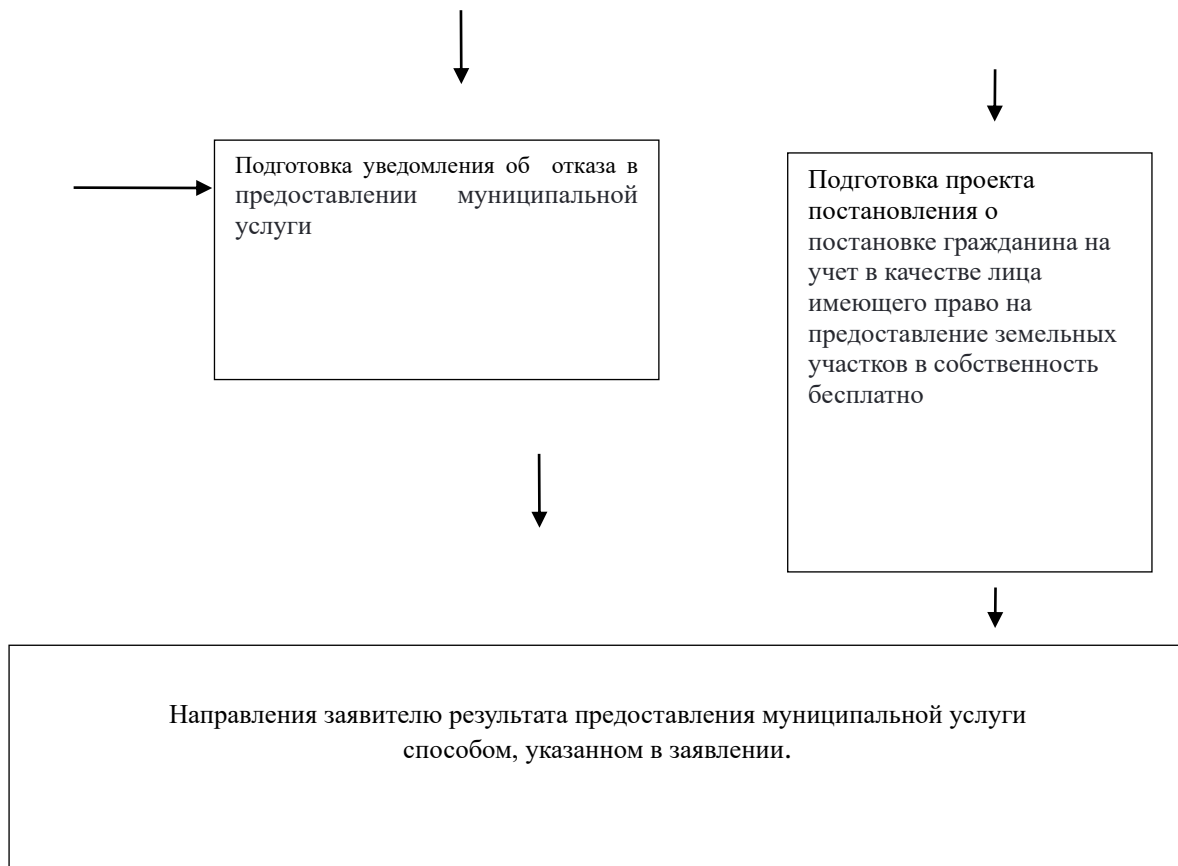 Подготовка уведомления об отказа в
предоставлении муниципальной
услуги
Подготовка проекта
постановления о
постановке гражданина на
учет в качестве лица
имеющего право на
предоставление земельных
участков в собственность
бесплатно
Направления заявителю результата предоставления муниципальной услуги
способом, указанном в заявлении.